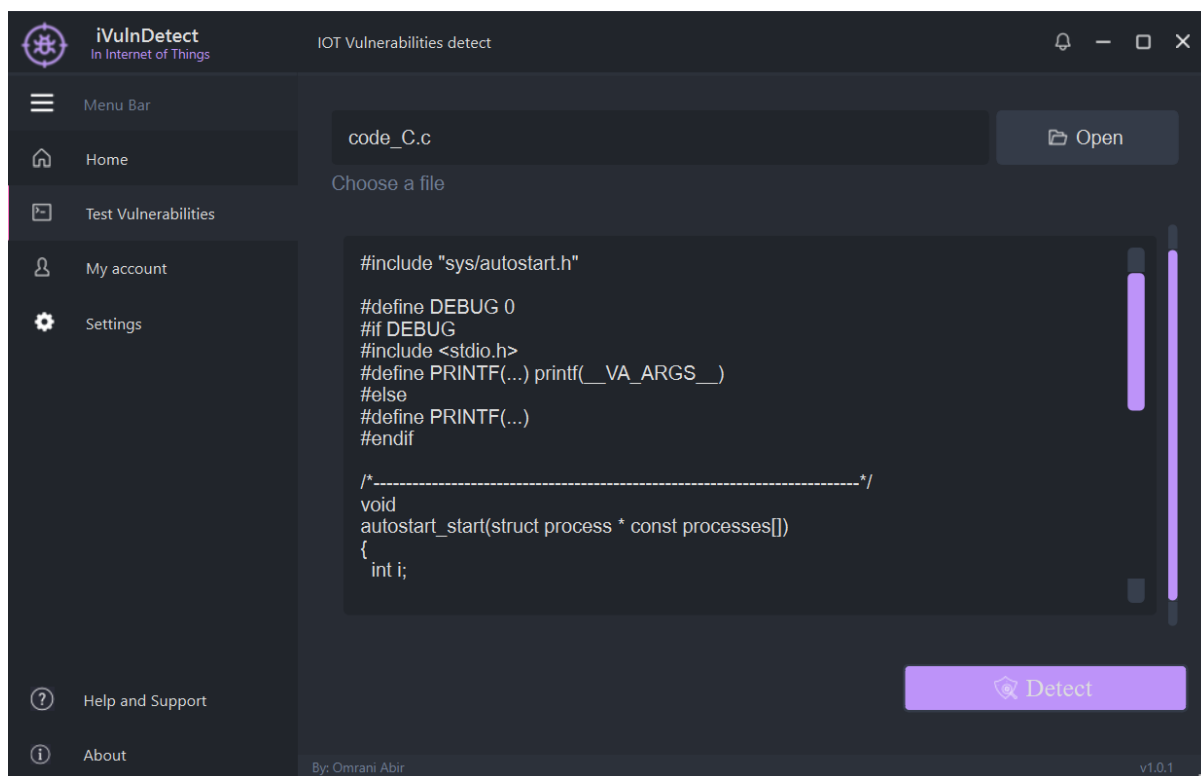 iVulnDetect
In Internet of Things
IOT Vulnerabilities detect
Menu Bar
Home
Test Vulnerabilities
My account
Settings
Help and Support
About
code_C.c
Open
Choose a file
#include "sys/autostart.h"
#define DEBUG 0
#if DEBUG
#include <stdio.h>
#define PRINTF(...) printf(__VA_ARGS__)
#else
#define PRINTF(...)
#endif
/*---------------------------------------------------------------------------*/
void
autostart_start(struct process * const processes[])
{
int i;
Detect
By: Omrani Abir
v1.0.1